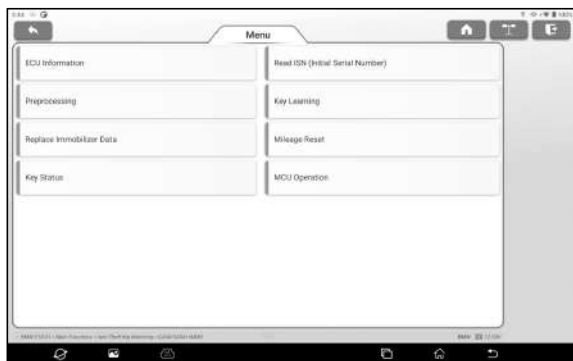 Menu
ECU Information
Read ISN (Initial Serial Number)
Preprocessing
Key Learning
Replace Immobilizer Data
Mileage Reset
Key Status
MCU Operation